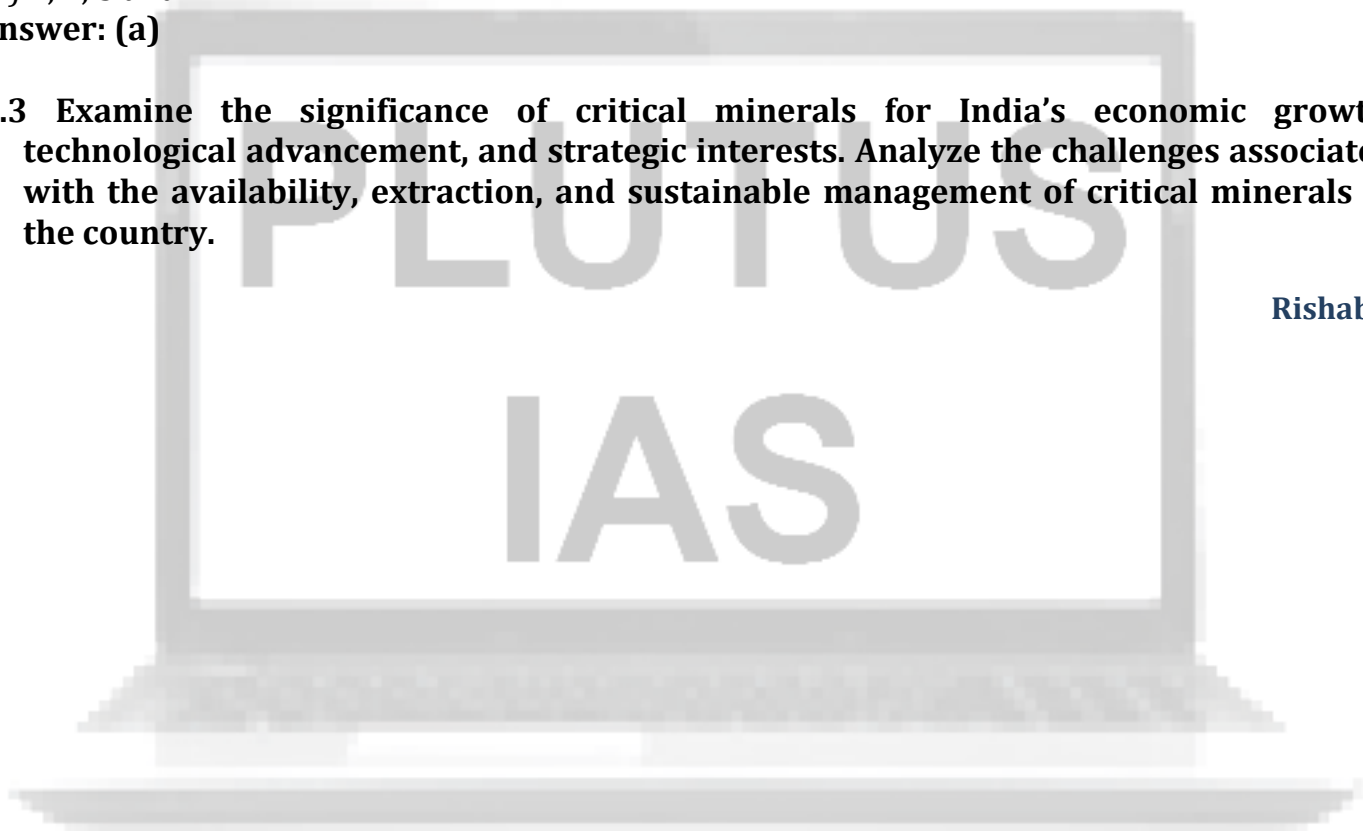 nswer: (a)
.3 Examine the significance of critical minerals for India’s economic growt
technological advancement, and strategic interests. Analyze the challenges associate
with the availability, extraction, and sustainable management of critical minerals
the country.
Rishab
PLUTUS
IAS